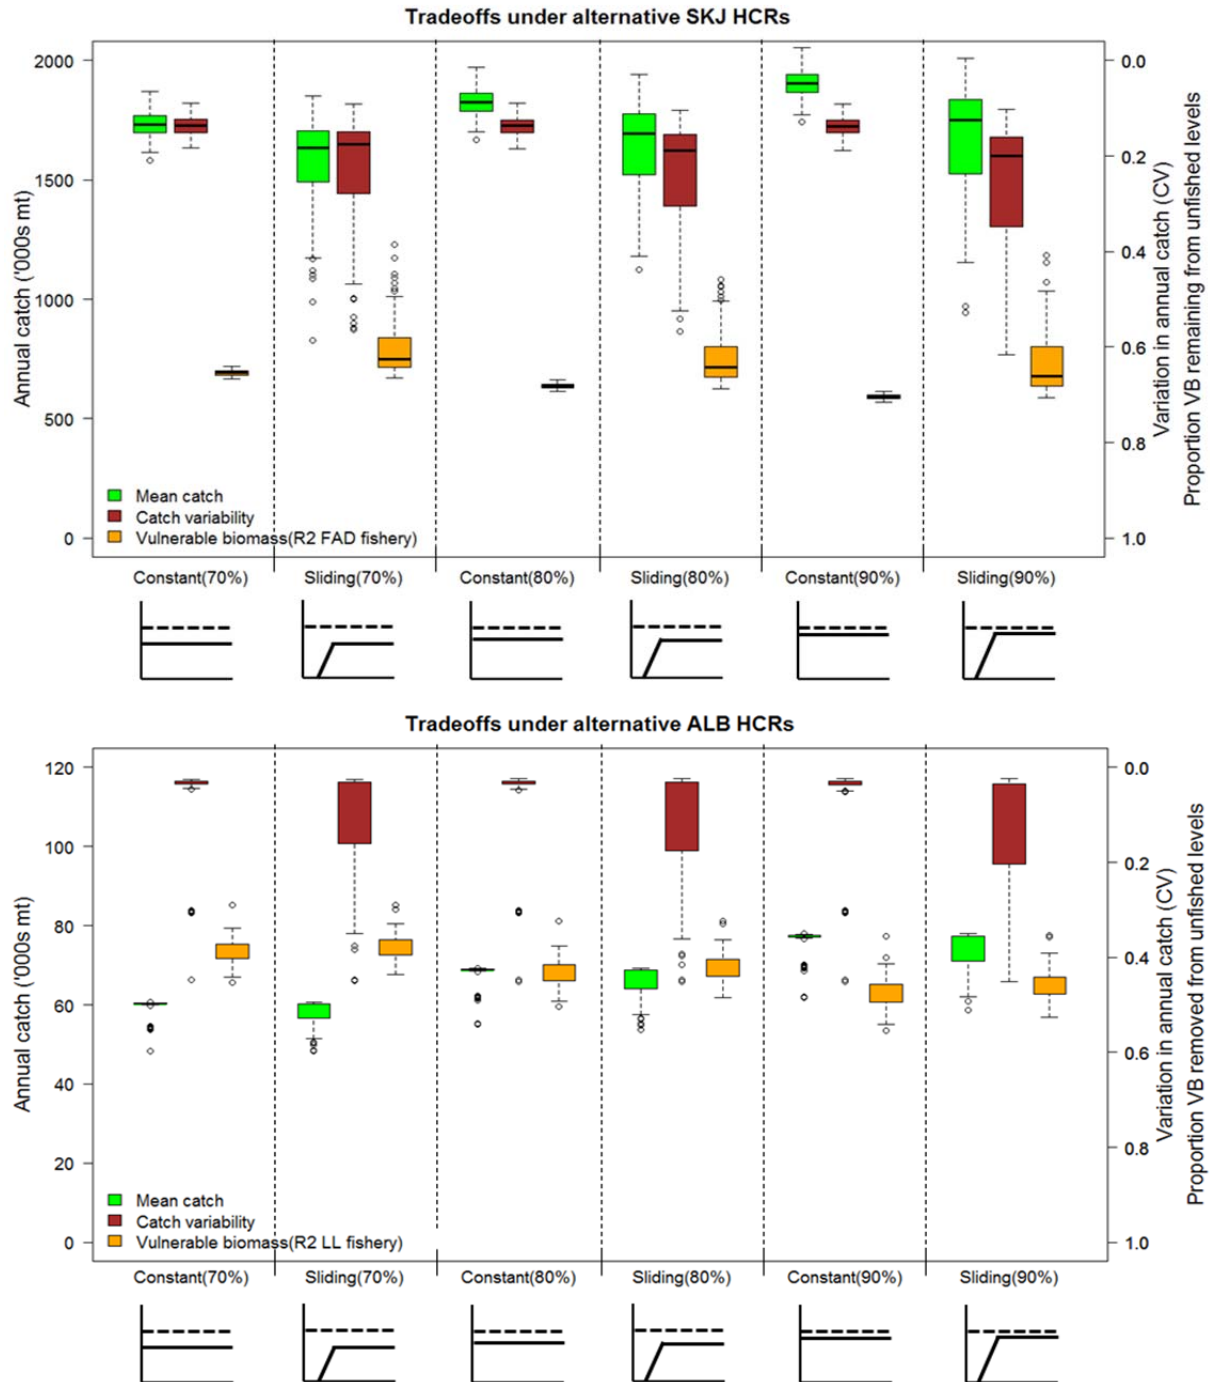 Tradeoffs under alternative SKJ HCRs
Annual catch ('000s mt)
2000
1500
1000
500
0
0.0
0.2
0.4
0.6
0.8
1.0
Variation in annual catch (CV)
Proportion VB remaining from unfished levels
Mean catch
Catch variability
Vulnerable biomass(R2 FAD fishery)
Constant(70%)
Sliding(70%)
Constant(80%)
Sliding(80%)
Constant(90%)
Sliding(90%)
Tradeoffs under alternative ALB HCRs
Annual catch ('000s mt)
120
100
80
60
40
20
0
0.0
0.2
0.4
0.6
0.8
1.0
Variation in annual catch (CV)
Proportion VB removed from unfished levels
Mean catch
Catch variability
Vulnerable biomass(R2 LL fishery)
Constant(70%)
Sliding(70%)
Constant(80%)
Sliding(80%)
Constant(90%)
Sliding(90%)